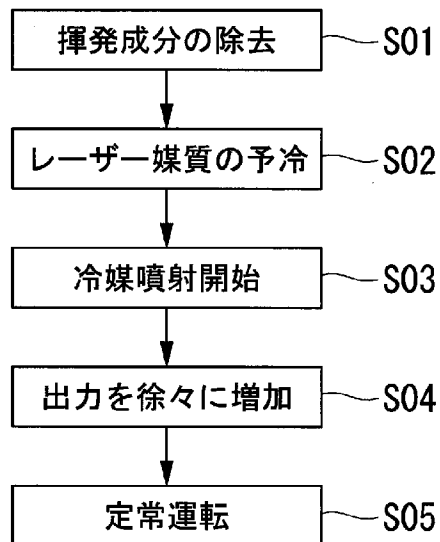 揮発成分の除去 S01
レーザー媒質の予冷 S02
冷媒噴射開始 S03
出力を徐々に増加 S04
定常運転 S05